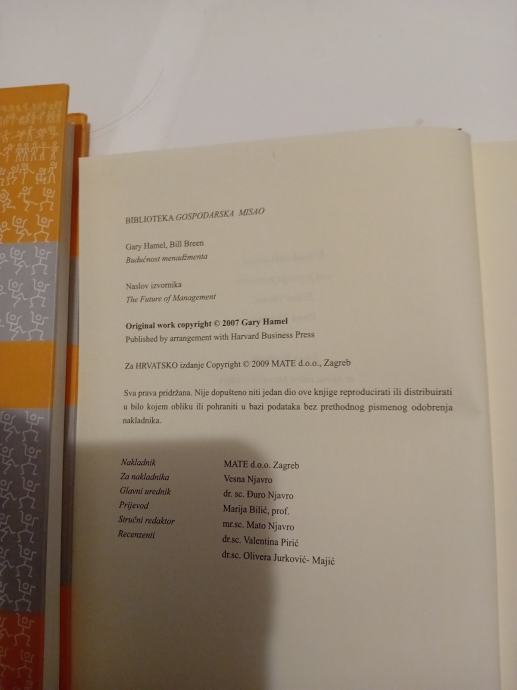 BIBLIOTEKA GOSPODARSKA MISAO
Gary Hamel, Bill Breen
Budućnost menadžmenta
Naslov izvornika
The Future of Management
Original work copyright © 2007 Gary Hamel
Published by arrangement with Harvard Business Press
Za HRVATSKO izdanje Copyright © 2009 MATE d.o.o., Zagreb
Sva prava pridržana. Nije dopušteno niti jedan dio ove knjige reproducirati ili distribuirati
u bilo kojem obliku ili pohraniti u bazi podataka bez prethodnog pismenog odobrenja
nakladnika.
Nakladnik MATE d.o.o. Zagreb
Za nakladnika Vesna Njavro
Glavni urednik dr. sc. Đuro Njavro
Prijevod Marija Bilić, prof.
Stručni redaktor mr.sc. Mato Njavro
Recenzenti dr.sc. Valentina Pirić
dr.sc. Olivera Jurković- Majić